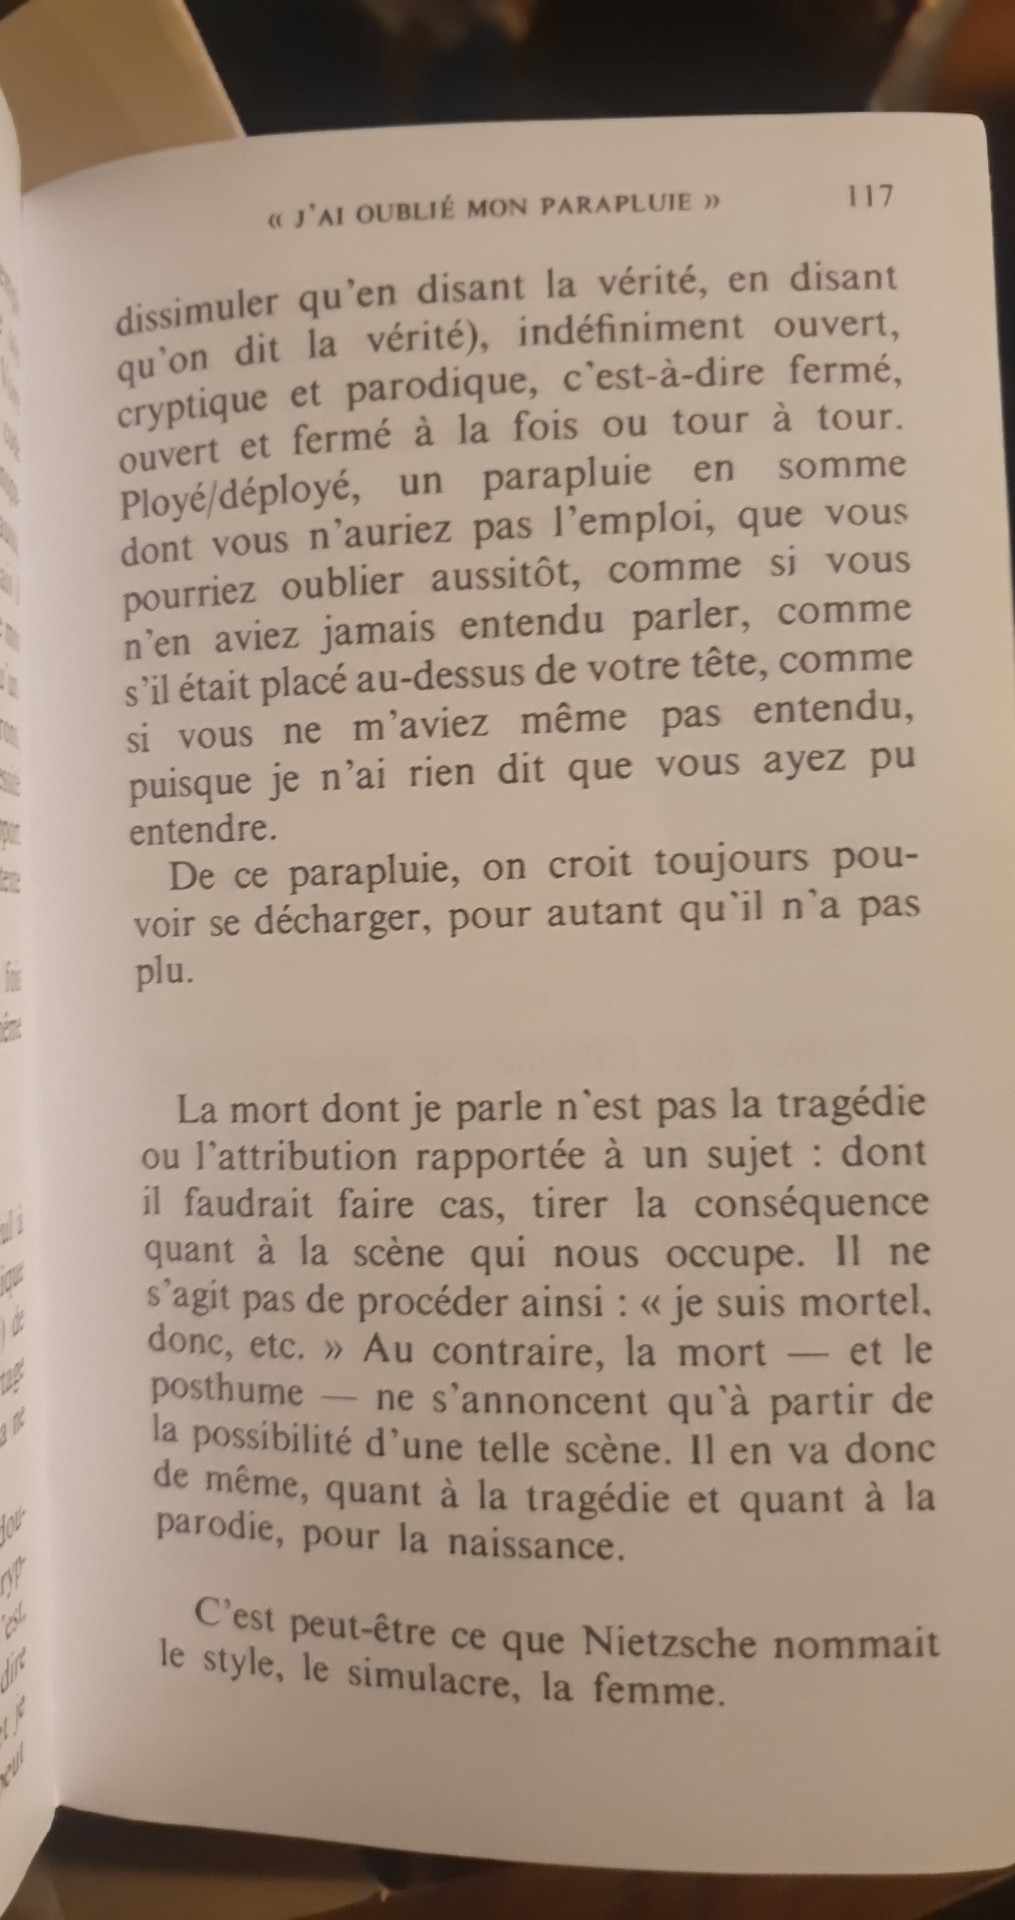 « J'AI OUBLIÉ MON PARAPLUIE » 117
dissimuler qu'en disant la vérité, en disant
qu'on dit la vérité), indéfiniment ouvert,
cryptique et parodique, c'est-à-dire fermé,
ouvert et fermé à la fois ou tour à tour.
Ployé/déployé, un parapluie en somme
dont vous n'auriez pas l'emploi, que vous
pourriez oublier aussitôt, comme si vous
n'en aviez jamais entendu parler, comme
s'il était placé au-dessus de votre tête, comme
si vous ne m'aviez même pas entendu,
puisque je n'ai rien dit que vous ayez pu
entendre.
De ce parapluie, on croit toujours pou-
voir se décharger, pour autant qu'il n'a pas
plu.
La mort dont je parle n'est pas la tragédie
ou l'attribution rapportée à un sujet : dont
il faudrait faire cas, tirer la conséquence
quant à la scène qui nous occupe. Il ne
s'agit pas de procéder ainsi : « je suis mortel,
donc, etc. » Au contraire, la mort — et le
posthume — ne s'annoncent qu'à partir de
la possibilité d'une telle scène. Il en va donc
de même, quant à la tragédie et quant à la
parodie, pour la naissance.
C'est peut-être ce que Nietzsche nommait
le style, le simulacre, la femme.